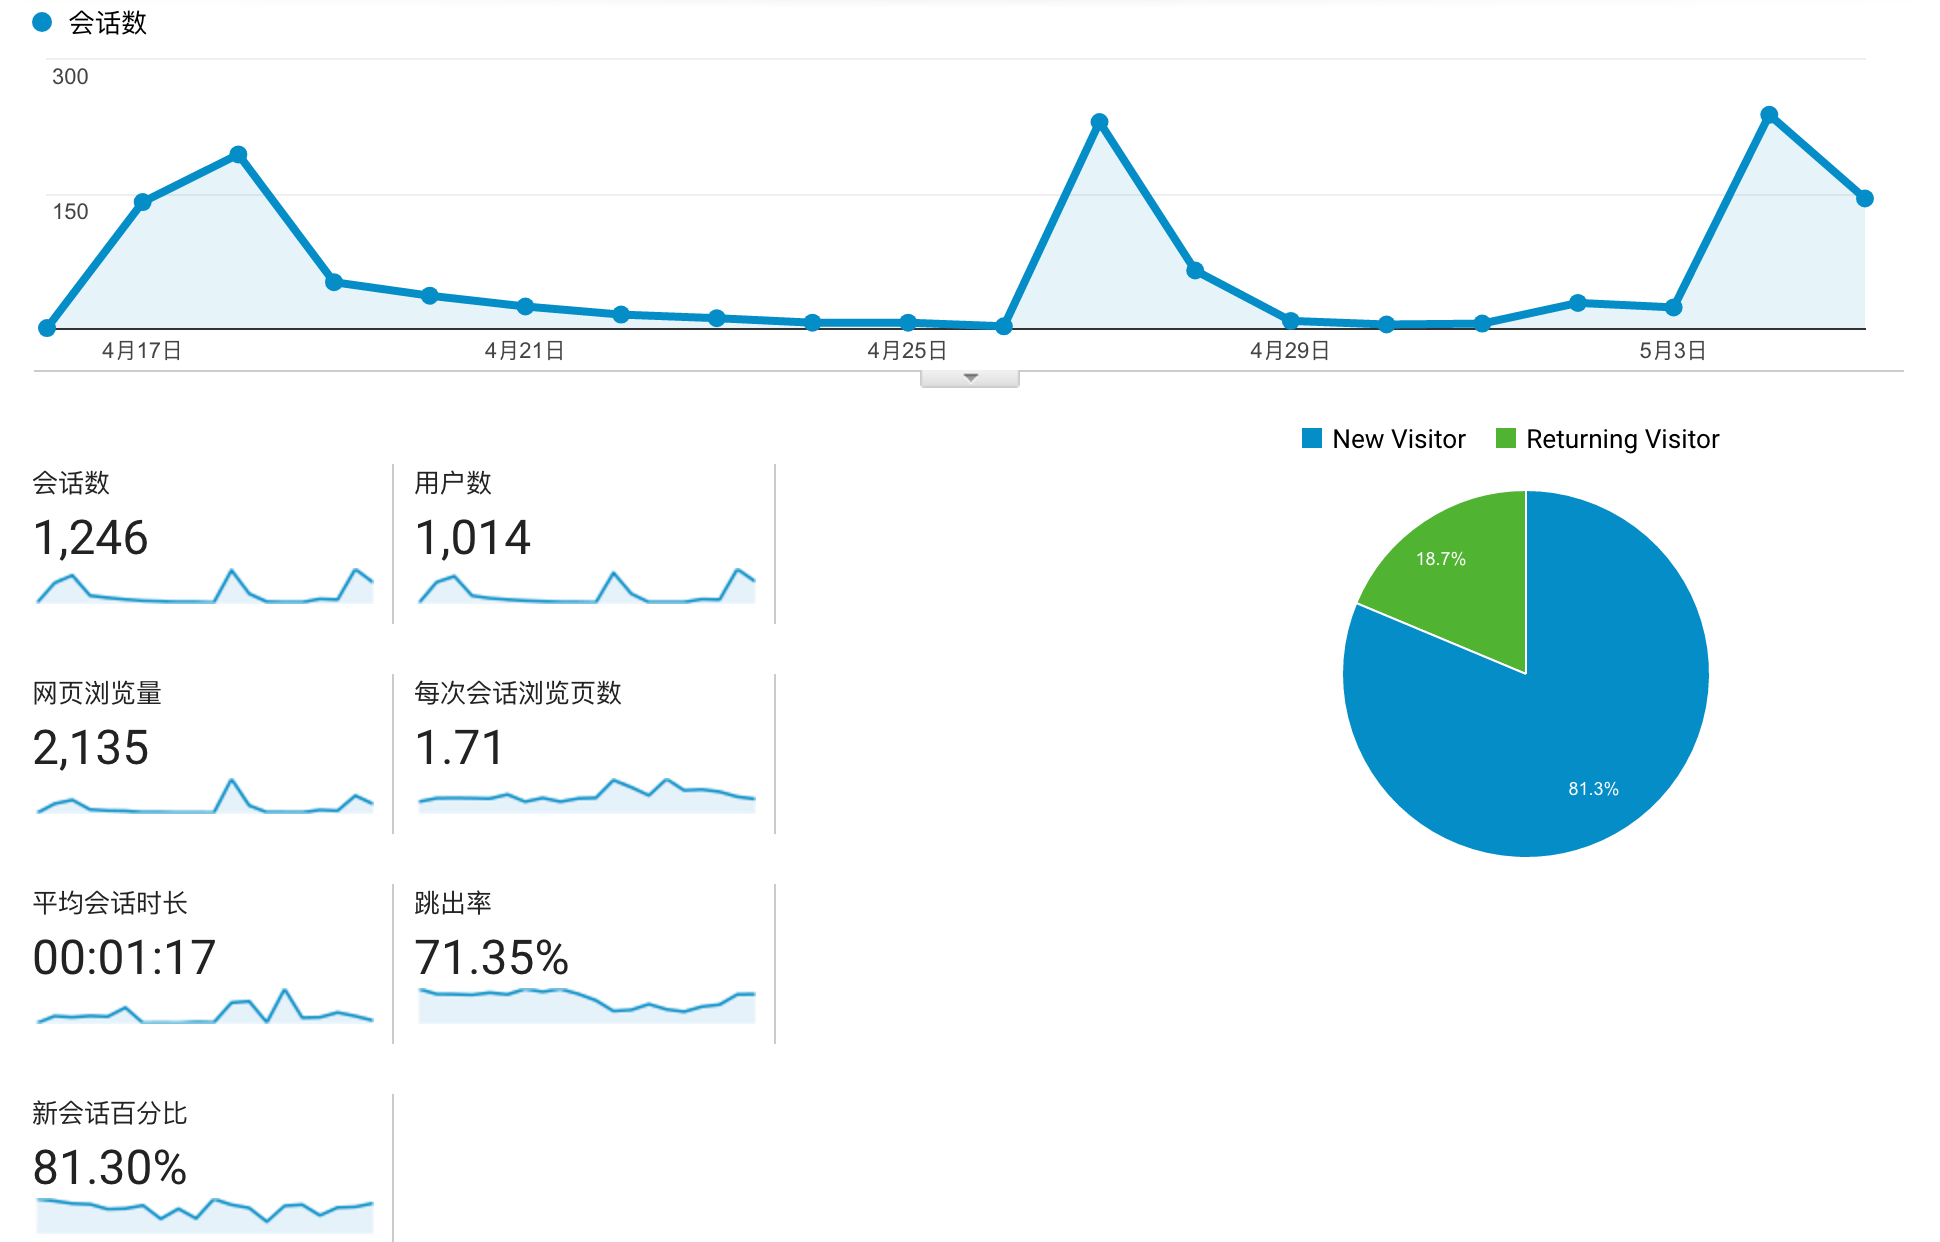 会话数
300
150
4月17日
4月21日
4月25日
4月29日
5月3日
New Visitor
Returning Visitor
会话数
1,246
用户数
1,014
网页浏览量
2,135
每次会话浏览页数
1.71
平均会话时长
00:01:17
跳出率
71.35%
新会话百分比
81.30%
18.7%
81.3%